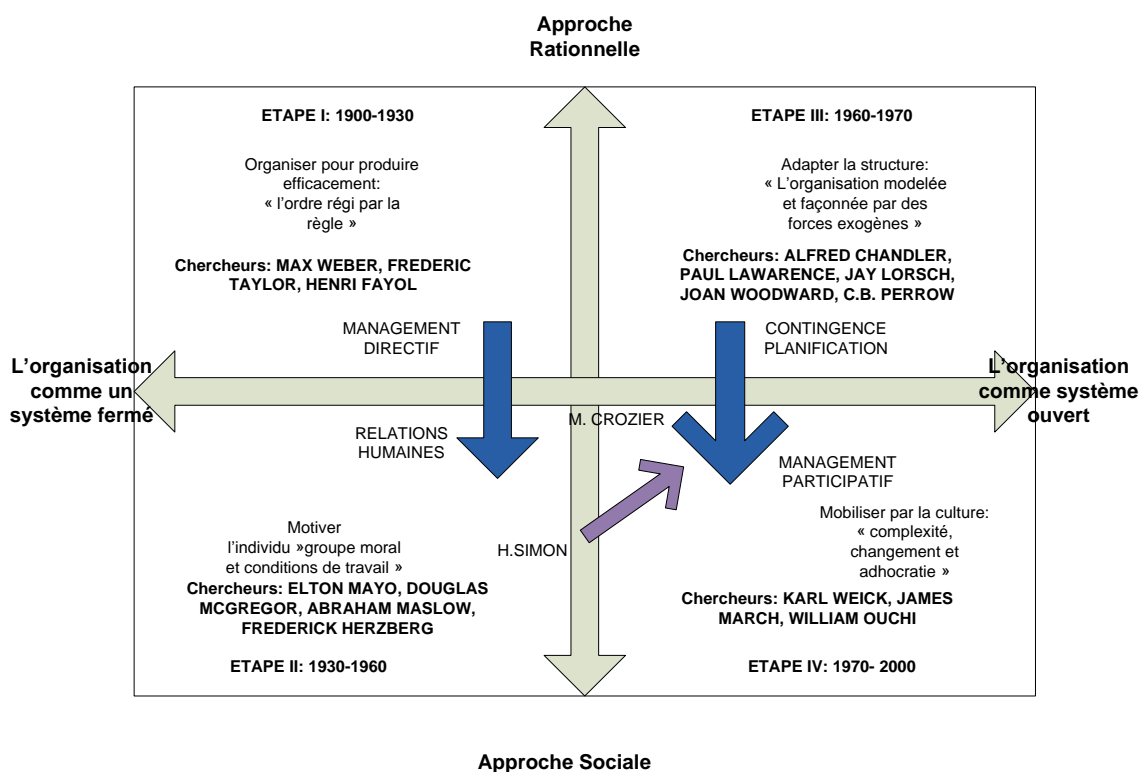 Approche
Rationnelle
ETAPE I: 1900-1930
Organiser pour produire
efficacement:
« l'ordre régi par la
règle »
Chercheurs: MAX WEBER, FREDERIC
TAYLOR, HENRI FAYOL
MANAGEMENT
DIRECTIF
ETAPE III: 1960-1970
Adapter la structure:
« L'organisation modelée
et façonnée par des
forces exogènes »
Chercheurs: ALFRED CHANDLER,
PAUL LAWARENCE, JAY LORSCH,
JOAN WOODWARD, C.B. PERROW
CONTINGENCE
PLANIFICATION
L'organisation
comme un
système fermé
L'organisation
comme système
ouvert
RELATIONS
HUMAINES
M. CROZIER
MANAGEMENT
PARTICIPATIF
H.SIMON
Motiver
l'individu »groupe moral
et conditions de travail »
Chercheurs: ELTON MAYO, DOUGLAS
MCGREGOR, ABRAHAM MASLOW,
FREDERICK HERZBERG
ETAPE II: 1930-1960
Mobiliser par la culture:
« complexité,
changement et
adhocratie »
Chercheurs: KARL WEICK, JAMES
MARCH, WILLIAM OUCHI
ETAPE IV: 1970- 2000
Approche Sociale